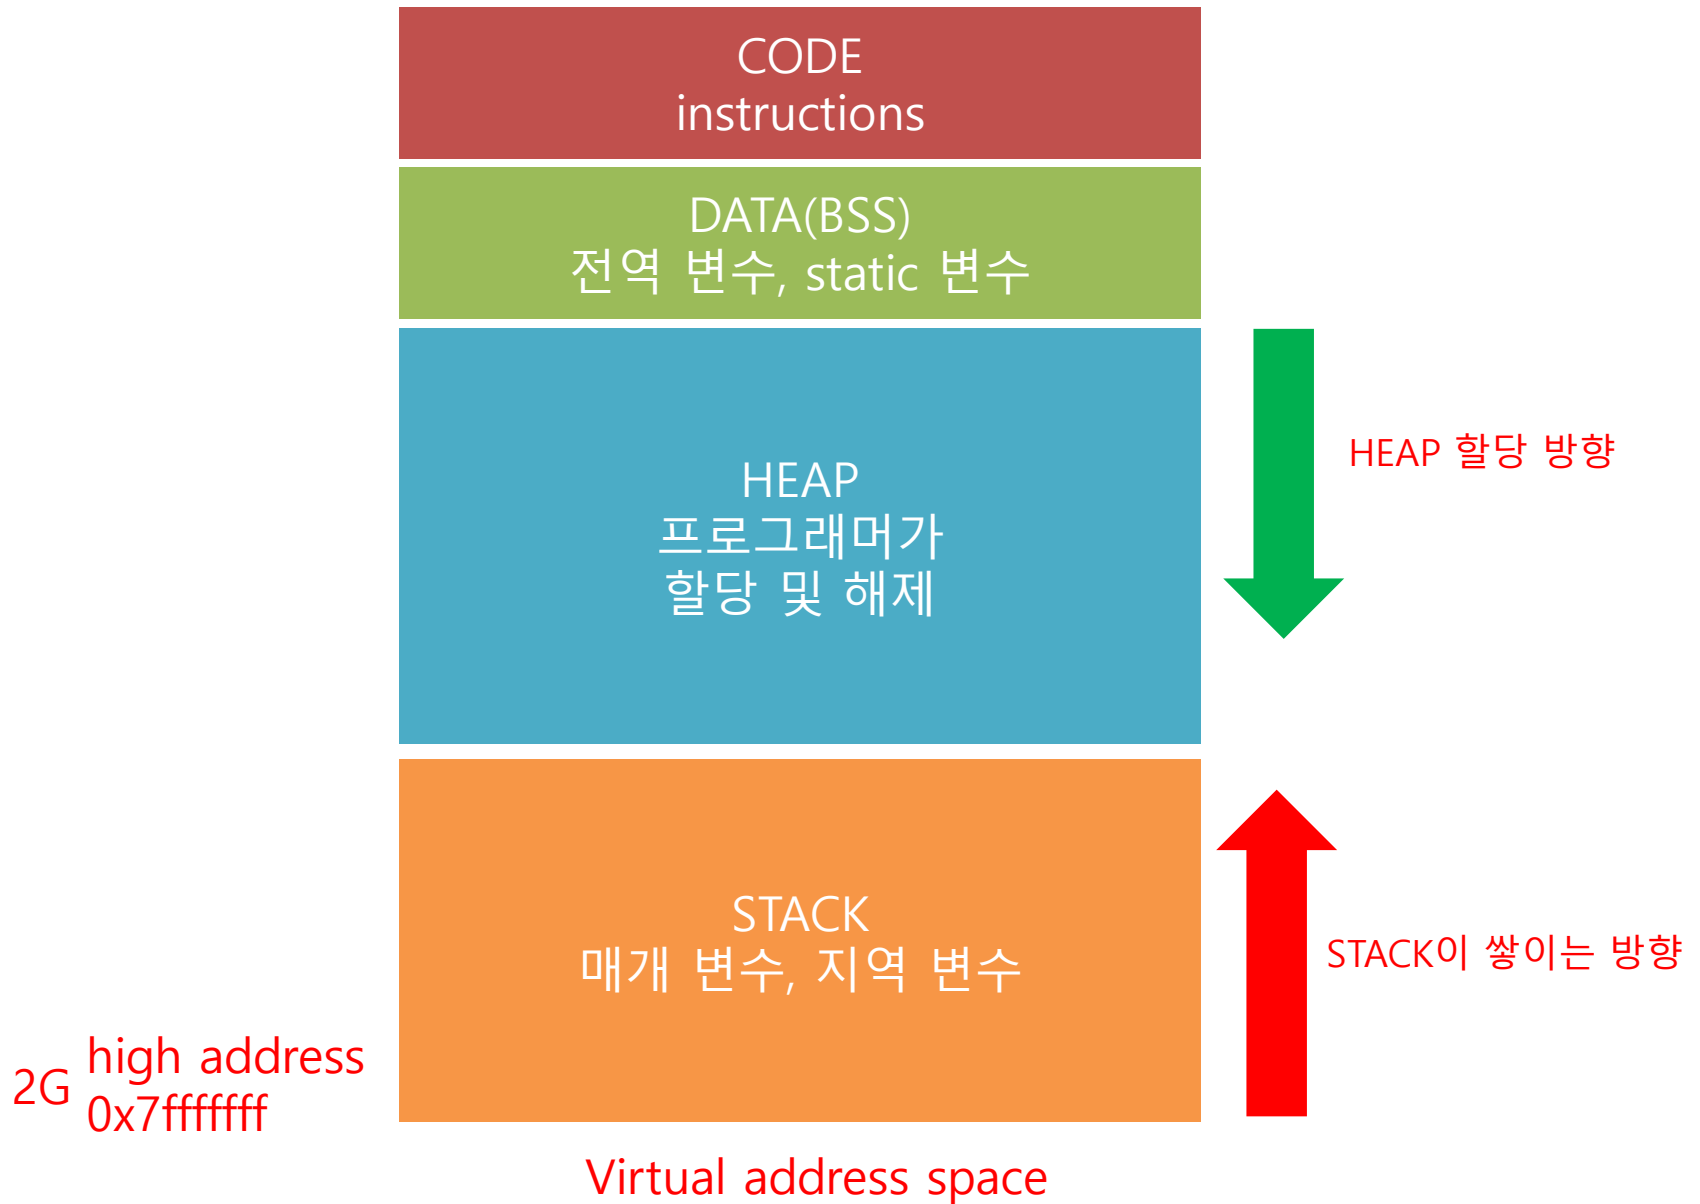 CODE
instructions
DATA(BSS)
전역 변수, static 변수
HEAP
프로그래머가
할당 및 해제
HEAP 할당 방향
STACK
매개 변수, 지역 변수
STACK이 쌓이는 방향
2G
high address
0x7fffffff
Virtual address space